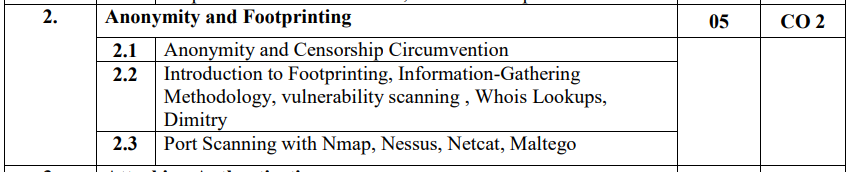 2. Anonymity and Footprinting 05 CO 2
2.1 Anonymity and Censorship Circumvention
2.2 Introduction to Footprinting, Information-Gathering
Methodology, vulnerability scanning , Whois Lookups,
Dimitry
2.3 Port Scanning with Nmap, Nessus, Netcat, Maltego